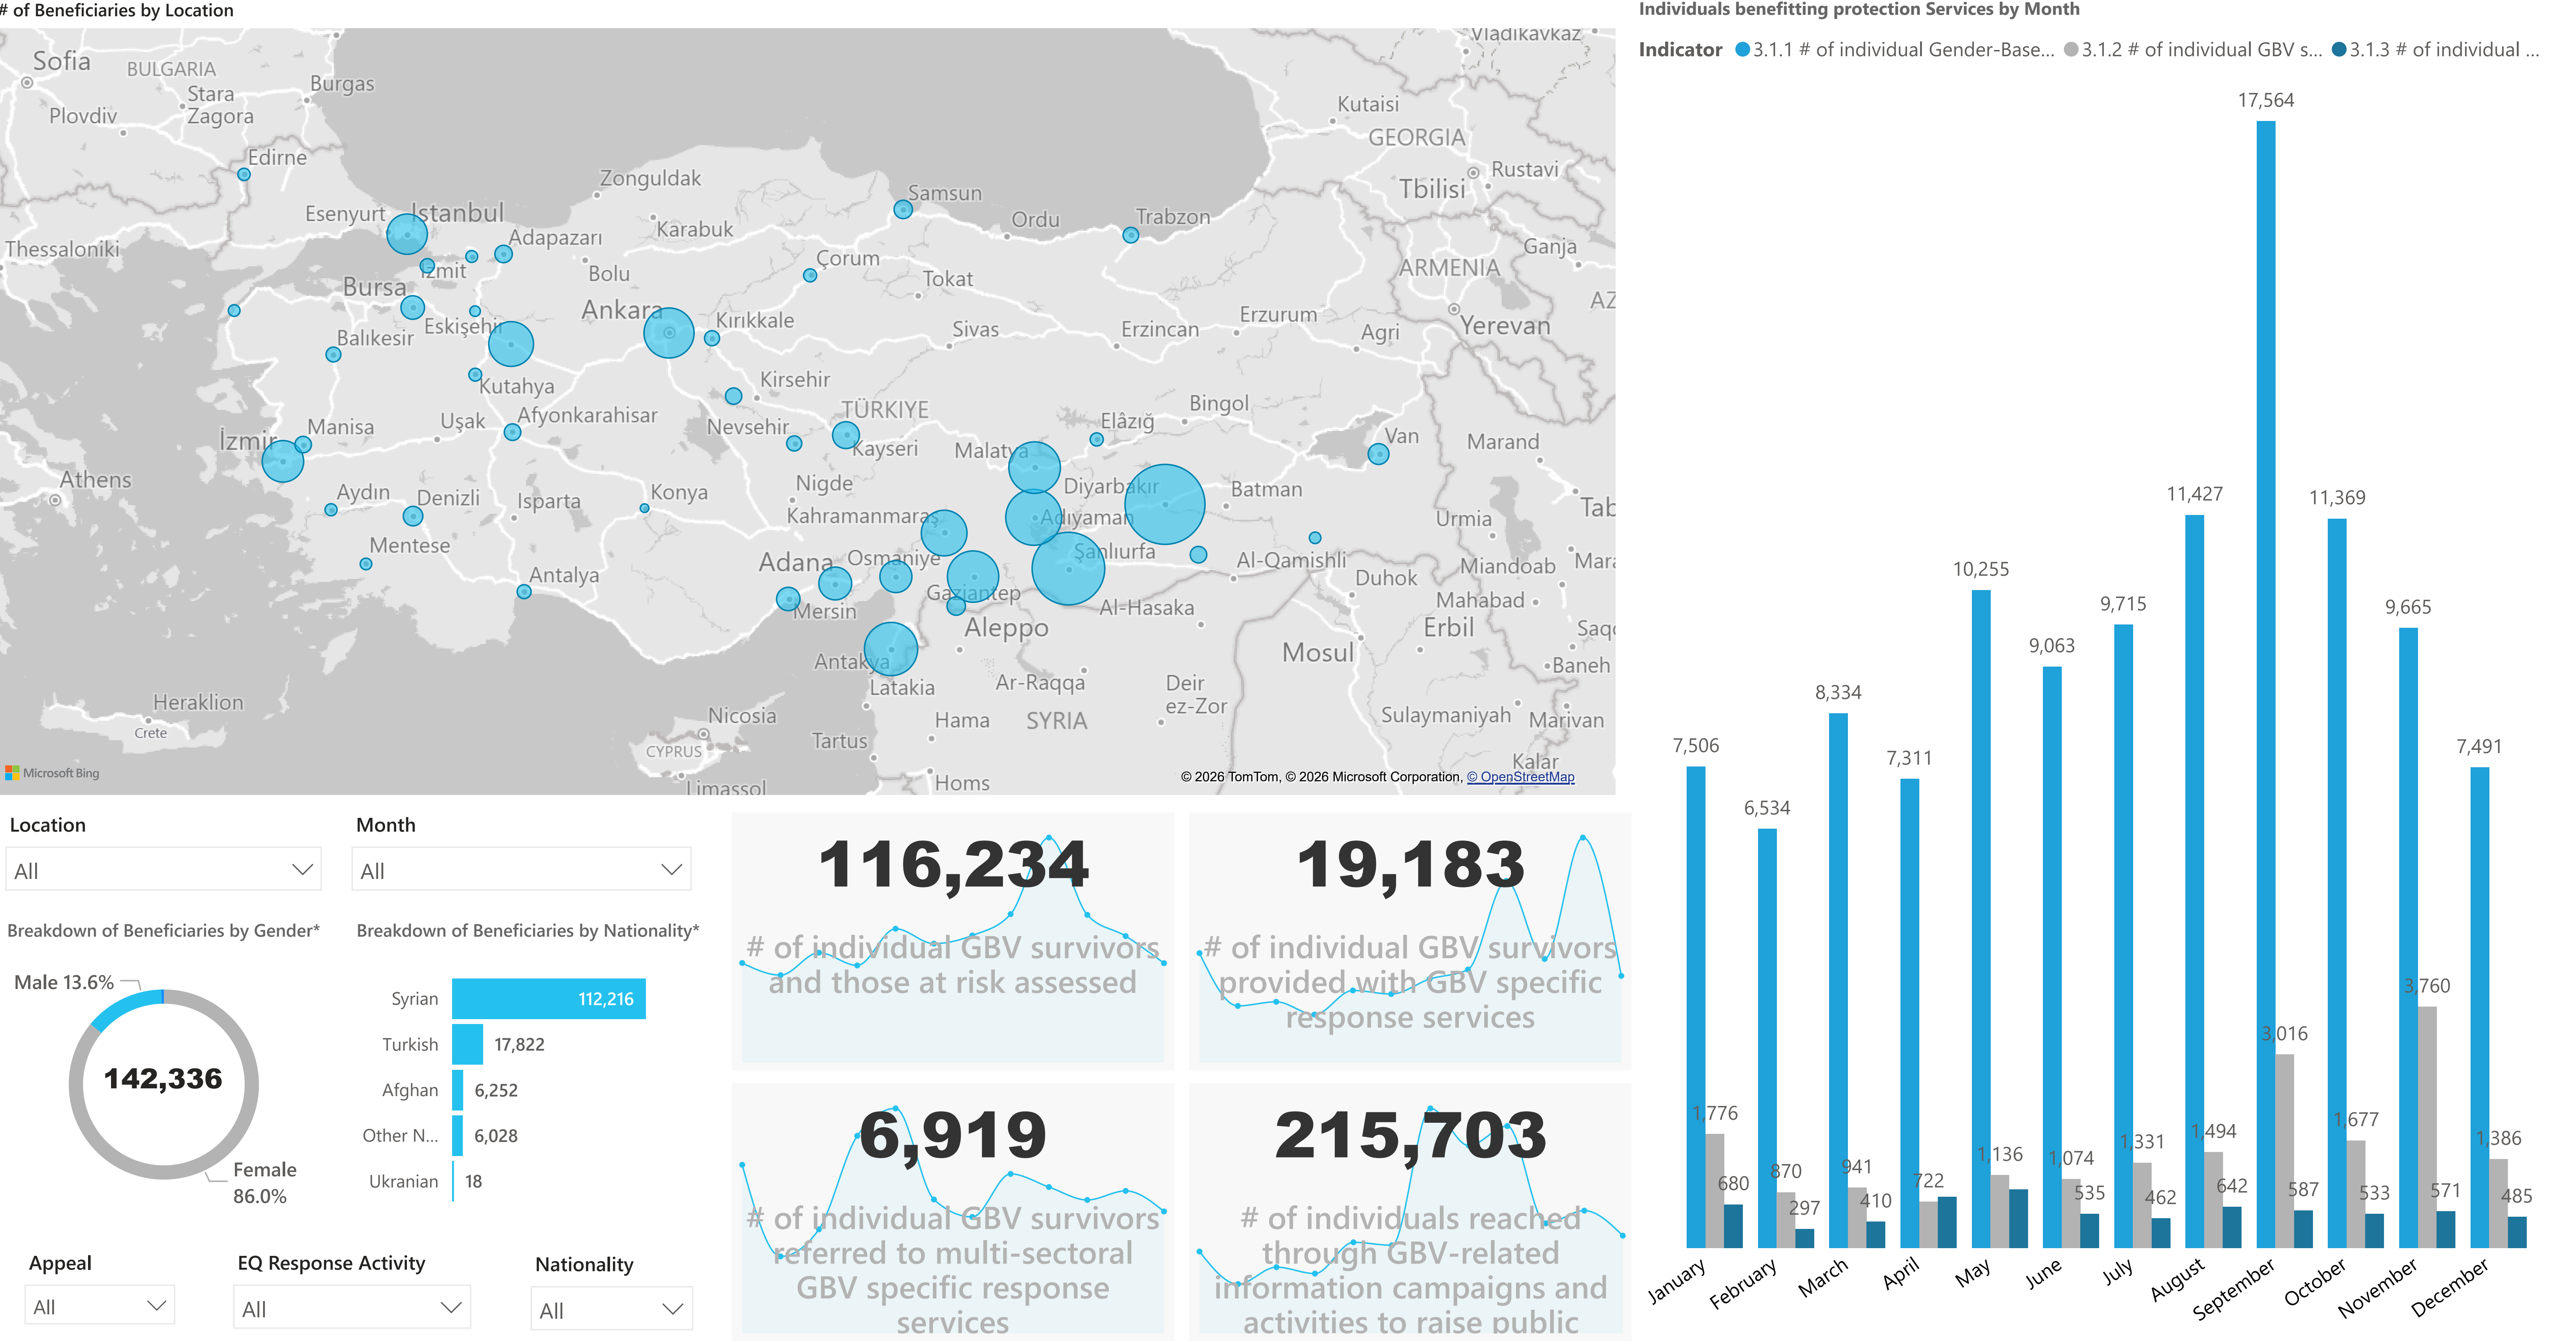 # of Beneficiaries by Location
Vladikavkaz
Sofia
BULGARIA
Burgas
Stara
Zagora
Plovdiv
Kutaisi
GEORGIA
Edirne
Zonguldak
Rustavi
Tbilisi
Samsun
Esenyurt
Istanbul
Ordu
Trabzon
Karabuk
Adapazarı
Thessaloniki
Ganja
Izmit
Bolu
Çorum
Tokat
ARMENIA
Bursa
AZ
Ankara
Kırıkkale
Eskişehir
Balıkesir
Sivas
Erzincan
Erzurum
Agri
Yerevan
Kutahya
Kirsehir
TÜRKIYE
Bingol
Manisa
Uşak
Afyonkarahisar
Nevsehir
Elâzığ
İzmir
Kayseri
Malatya
Van
Marand
Athens
Aydın
Denizli
Isparta
Konya
Nigde
Diyarbakır
Batman
Tab
Kahramanmaraş
Adıyaman
Urmia
Mentese
Adana
Osmaniye
Şanlıurfa
Al-Qamishli
Miandoab
Mara
Antalya
Duhok
Gaziantep
Mersin
Al-Hasaka
Mahabad
Aleppo
Erbil
Saqq
Mosul
Antakya
Baneh
Latakia
Ar-Raqqa
Deir
ez-Zor
Heraklion
Crete
Nicosia
Hama
SYRIA
Sulaymaniyah
Marivan
Tartus
CYPRUS
Kalar
Limassol
Homs
Microsoft Bing
© 2026 TomTom, © 2026 Microsoft Corporation, © OpenStreetMap
Individuals benefitting protection Services by Month
Indicator 3.1.1 # of individual Gender-Base... 3.1.2 # of individual GBV s... 3.1.3 # of individual ...
17,564
11,427
11,369
10,255
9,715
9,665
9,063
8,334
7,506
7,311
7,491
6,534
3,760
3,016
1,776
870
941
722
1,136
1,074
1,331
1,494
1,677
1,386
680
297
410
535
462
642
587
533
571
485
January
February
March
April
May
June
July
August
September
October
November
December
Location
All
Month
All
Breakdown of Beneficiaries by Gender*
Male 13.6%
142,336
Female
86.0%
Breakdown of Beneficiaries by Nationality*
Syrian 112,216
Turkish 17,822
Afghan 6,252
Other N... 6,028
Ukranian 18
Appeal
All
EQ Response Activity
All
Nationality
All
116,234
# of individual GBV survivors
and those at risk assessed
19,183
# of individual GBV survivors
provided with GBV specific
response services
6,919
# of individual GBV survivors
referred to multi-sectoral
GBV specific response
services
215,703
# of individuals reached
through GBV-related
information campaigns and
activities to raise public